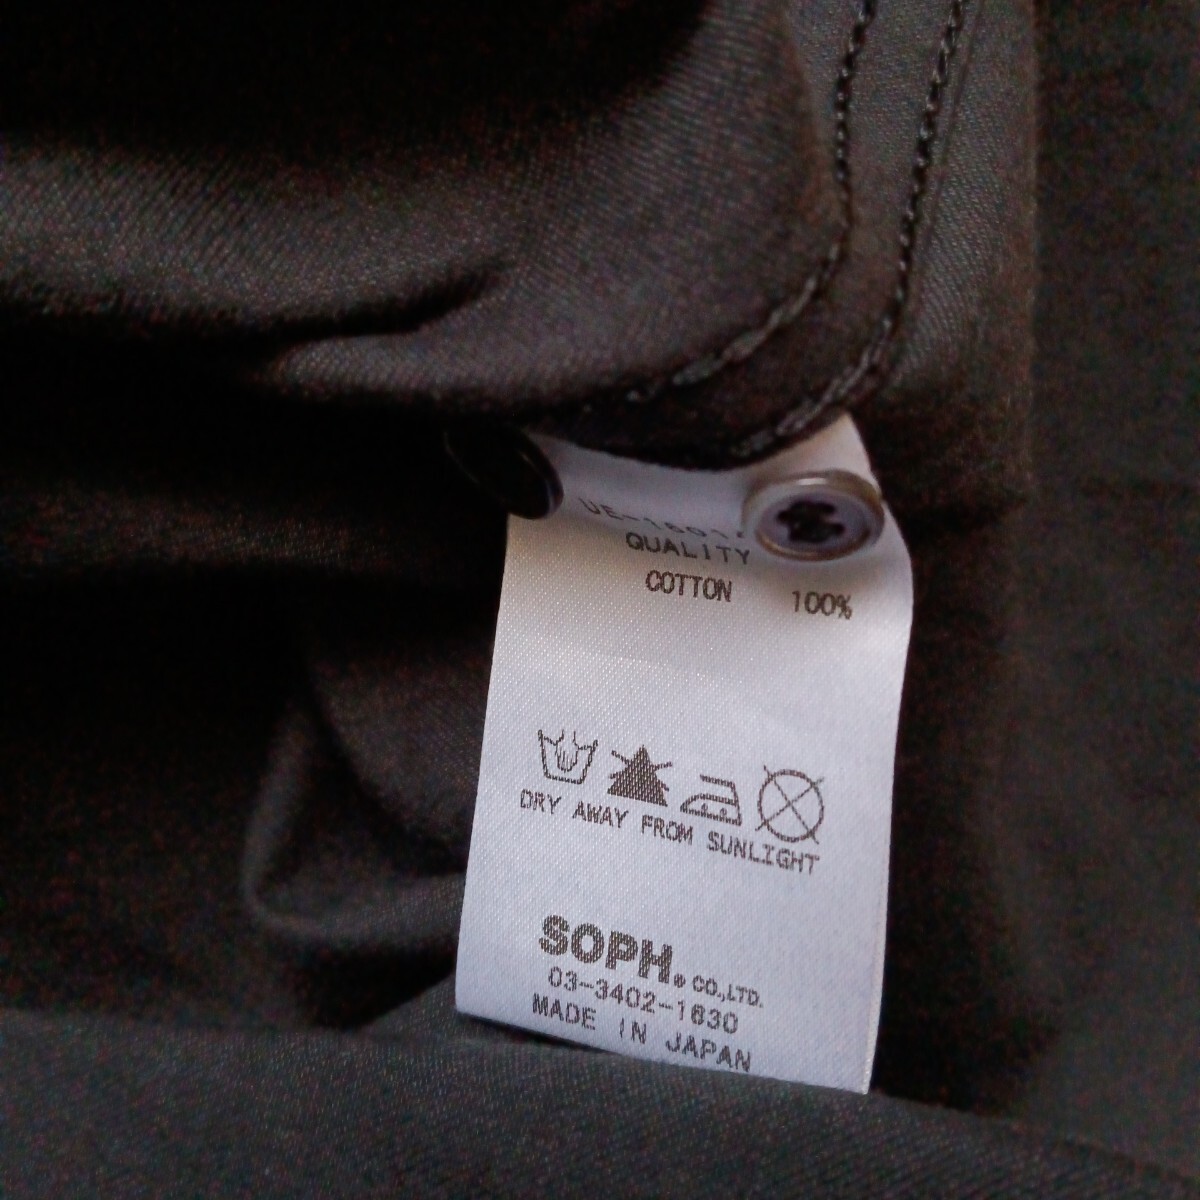 QUALITY
COTTON 100%
DRY AWAY FROM SUNLIGHT
SOPH. CO.,LTD.
03-3402-1630
MADE IN JAPAN